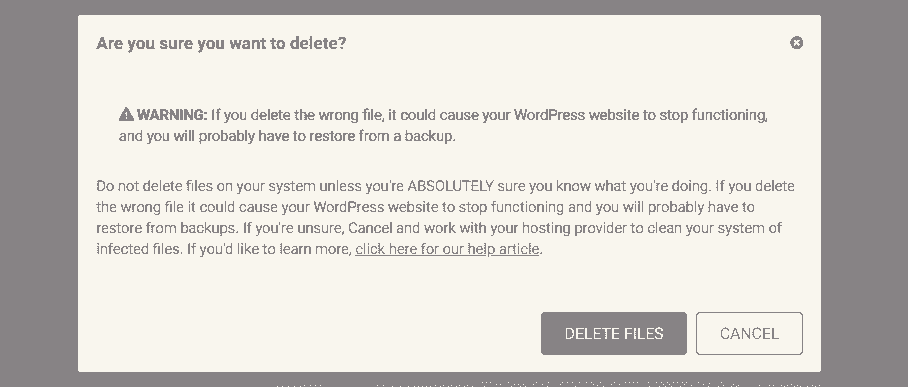 Are you sure you want to delete?
WARNING: If you delete the wrong file, it could cause your WordPress website to stop functioning,
and you will probably have to restore from a backup.
Do not delete files on your system unless you're ABSOLUTELY sure you know what you're doing. If you delete
the wrong file it could cause your WordPress website to stop functioning and you will probably have to
restore from backups. If you're unsure, Cancel and work with your hosting provider to clean your system of
infected files. If you'd like to learn more, click here for our help article.
DELETE FILES
CANCEL